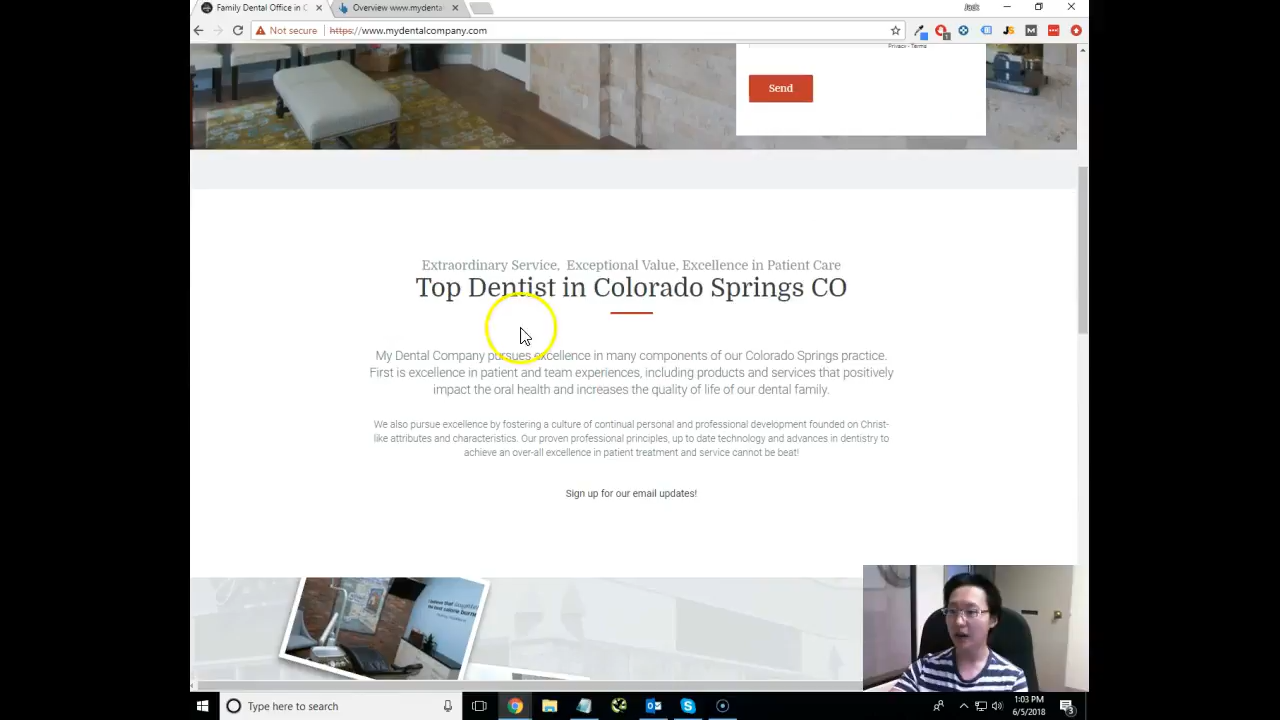 Family Dental Office in C
Overview www.mydenta
Jack
Not secure
https://www.mydentalcompany.com
Privacy - Terms
Send
Extraordinary Service, Exceptional Value, Excellence in Patient Care
Top Dentist in Colorado Springs CO
My Dental Company pursues excellence in many components of our Colorado Springs practice.
First is excellence in patient and team experiences, including products and services that positively
impact the oral health and increases the quality of life of our dental family.
We also pursue excellence by fostering a culture of continual personal and professional development founded on Christ-
like attributes and characteristics. Our proven professional principles, up to date technology and advances in dentistry to
achieve an over-all excellence in patient treatment and service cannot be beat!
Sign up for our email updates!
Type here to search
1:03 PM
6/5/2018
3